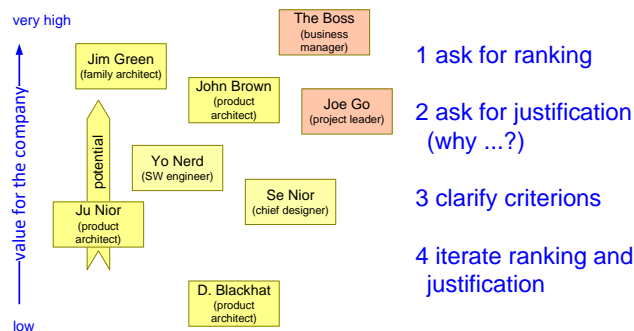 very high
value for the company
low
The Boss
(business
manager)
Jim Green
(family architect)
John Brown
(product
architect)
Joe Go
(project leader)
potential
Yo Nerd
(SW engineer)
Se Nior
(chief designer)
Ju Nior
(product
architect)
D. Blackhat
(product
architect)
1 ask for ranking
2 ask for justification
(why ...?)
3 clarify criterions
4 iterate ranking and
justification